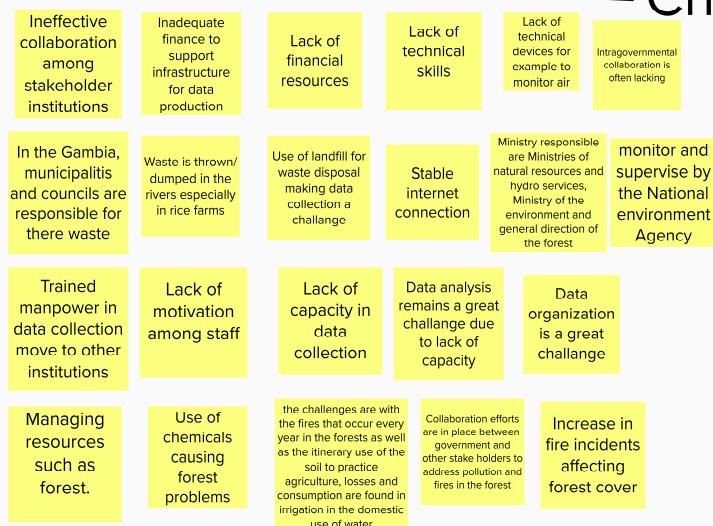 Ineffective
collaboration
among
stakeholder
institutions
Inadequate
finance to
support
infrastructure
for data
production
Lack of
financial
resources
Lack of
technical
skills
Lack of
technical
devices for
example to
monitor air
Intragovernmental
collaboration is
often lacking
In the Gambia,
municipalitis
and councils are
responsible for
there waste
Waste is thrown/
dumped in the
rivers especially
in rice farms
Use of landfill for
waste disposal
making data
collection a
challange
Stable
internet
connection
Ministry responsible
are Ministries of
natural resources and
hydro services,
Ministry of the
environment and
general direction of
the forest
monitor and
supervise by
the National
environment
Agency
Trained
manpower in
data collection
move to other
institutions
Lack of
motivation
among staff
Lack of
capacity in
data
collection
Data analysis
remains a great
challange due
to lack of
capacity
Data
organization
is a great
challange
Managing
resources
such as
forest.
Use of
chemicals
causing
forest
problems
the challenges are with
the fires that occur every
year in the forests as well
as the itinerary use of the
soil to practice
agriculture, losses and
consumption are found in
irrigation in the domestic
use of water
Collaboration efforts
are in place between
government and
other stake holders to
address pollution and
fires in the forest
Increase in
fire incidents
affecting
forest cover